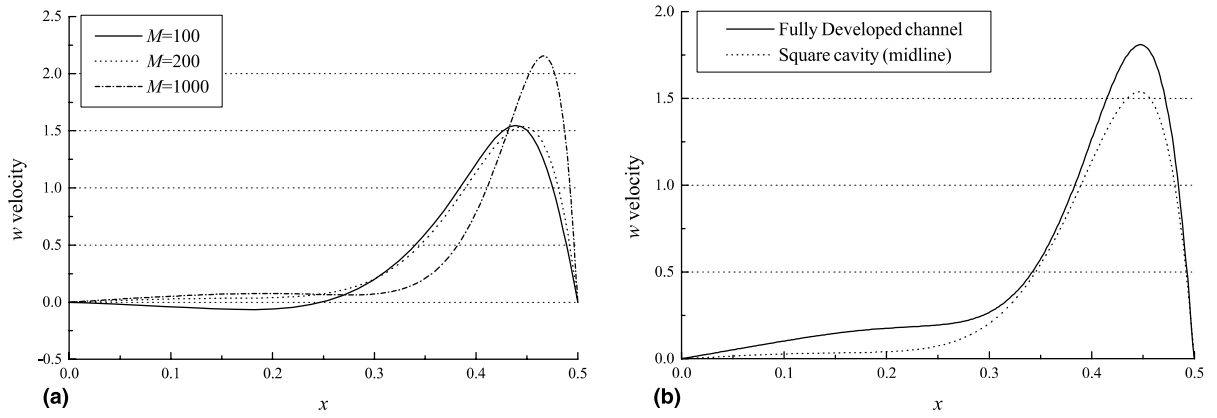 2.5
2.0
1.5
1.0
0.5
0.0
-0.5
w velocity
M=100
M=200
M=1000
0.0 0.1 0.2 0.3 0.4 0.5
(a)
x
2.0
1.5
1.0
0.5
0.0
w velocity
Fully Developed channel
Square cavity (midline)
0.0 0.1 0.2 0.3 0.4 0.5
(b)
x